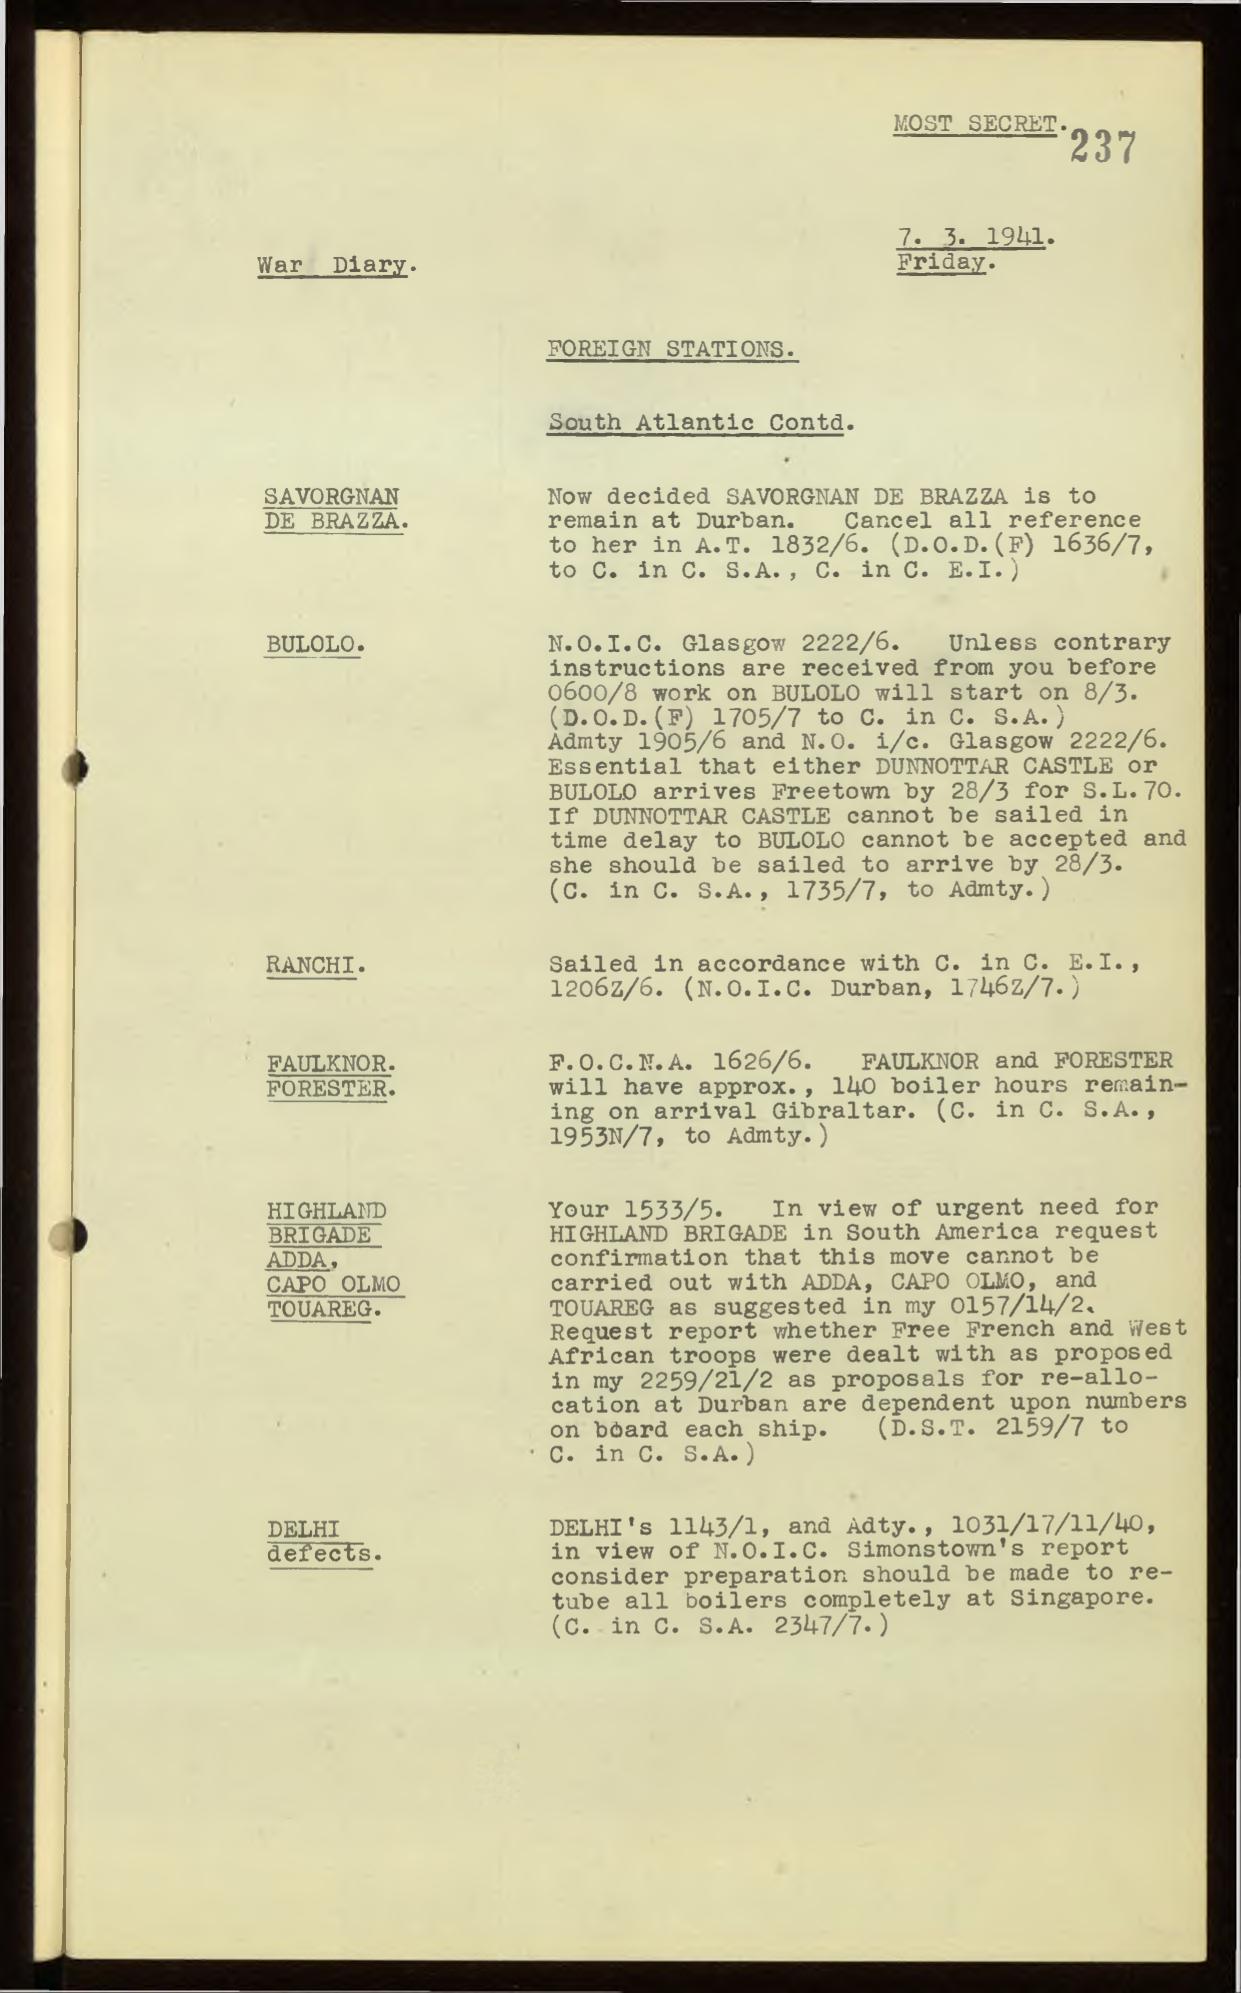 MOST SECRET.
237
7. 3. 1941.
Friday.
War Diary.
FOREIGN STATIONS.
South Atlantic Contd.
SAVORGNAN
DE BRAZZA.
Now decided SAVORGNAN DE BRAZZA is to
remain at Durban. Cancel all reference
to her in A.T. 1832/6. (D.O.D.(F) 1636/7,
to C. in C. S.A., C. in C. E.I.)
BULOLO.
N.O.I.C. Glasgow 2222/6. Unless contrary
instructions are received from you before
0600/8 work on BULOLO will start on 8/3.
(D.O.D.(F) 1705/7 to C. in C. S.A.)
Admty 1905/6 and N.O. i/c. Glasgow 2222/6.
Essential that either DUNNOTTAR CASTLE or
BULOLO arrives Freetown by 28/3 for S.L.70.
If DUNNOTTAR CASTLE cannot be sailed in
time delay to BULOLO cannot be accepted and
she should be sailed to arrive by 28/3.
(C. in C. S.A., 1735/7, to Admty.)
RANCHI.
Sailed in accordance with C. in C. E.I.,
1206Z/6. (N.O.I.C. Durban, 1746Z/7.)
FAULKNOR.
FORESTER.
F.O.C.N.A. 1626/6. FAULKNOR and FORESTER
will have approx., 140 boiler hours remain-
ing on arrival Gibraltar. (C. in C. S.A.,
1953N/7, to Admty.)
HIGHLAND
BRIGADE
ADDA,
CAPO OLMO
TOUAREG.
Your 1533/5. In view of urgent need for
HIGHLAND BRIGADE in South America request
confirmation that this move cannot be
carried out with ADDA, CAPO OLMO, and
TOUAREG as suggested in my 0157/14/2.
Request report whether Free French and West
African troops were dealt with as proposed
in my 2259/21/2 as proposals for re-allo-
cation at Durban are dependent upon numbers
on board each ship. (D.S.T. 2159/7 to
C. in C. S.A.)
DELHI
defects.
DELHI's 1143/1, and Adty., 1031/17/11/40,
in view of N.O.I.C. Simonstown's report
consider preparation should be made to re-
tube all boilers completely at Singapore.
(C. in C. S.A. 2347/7.)